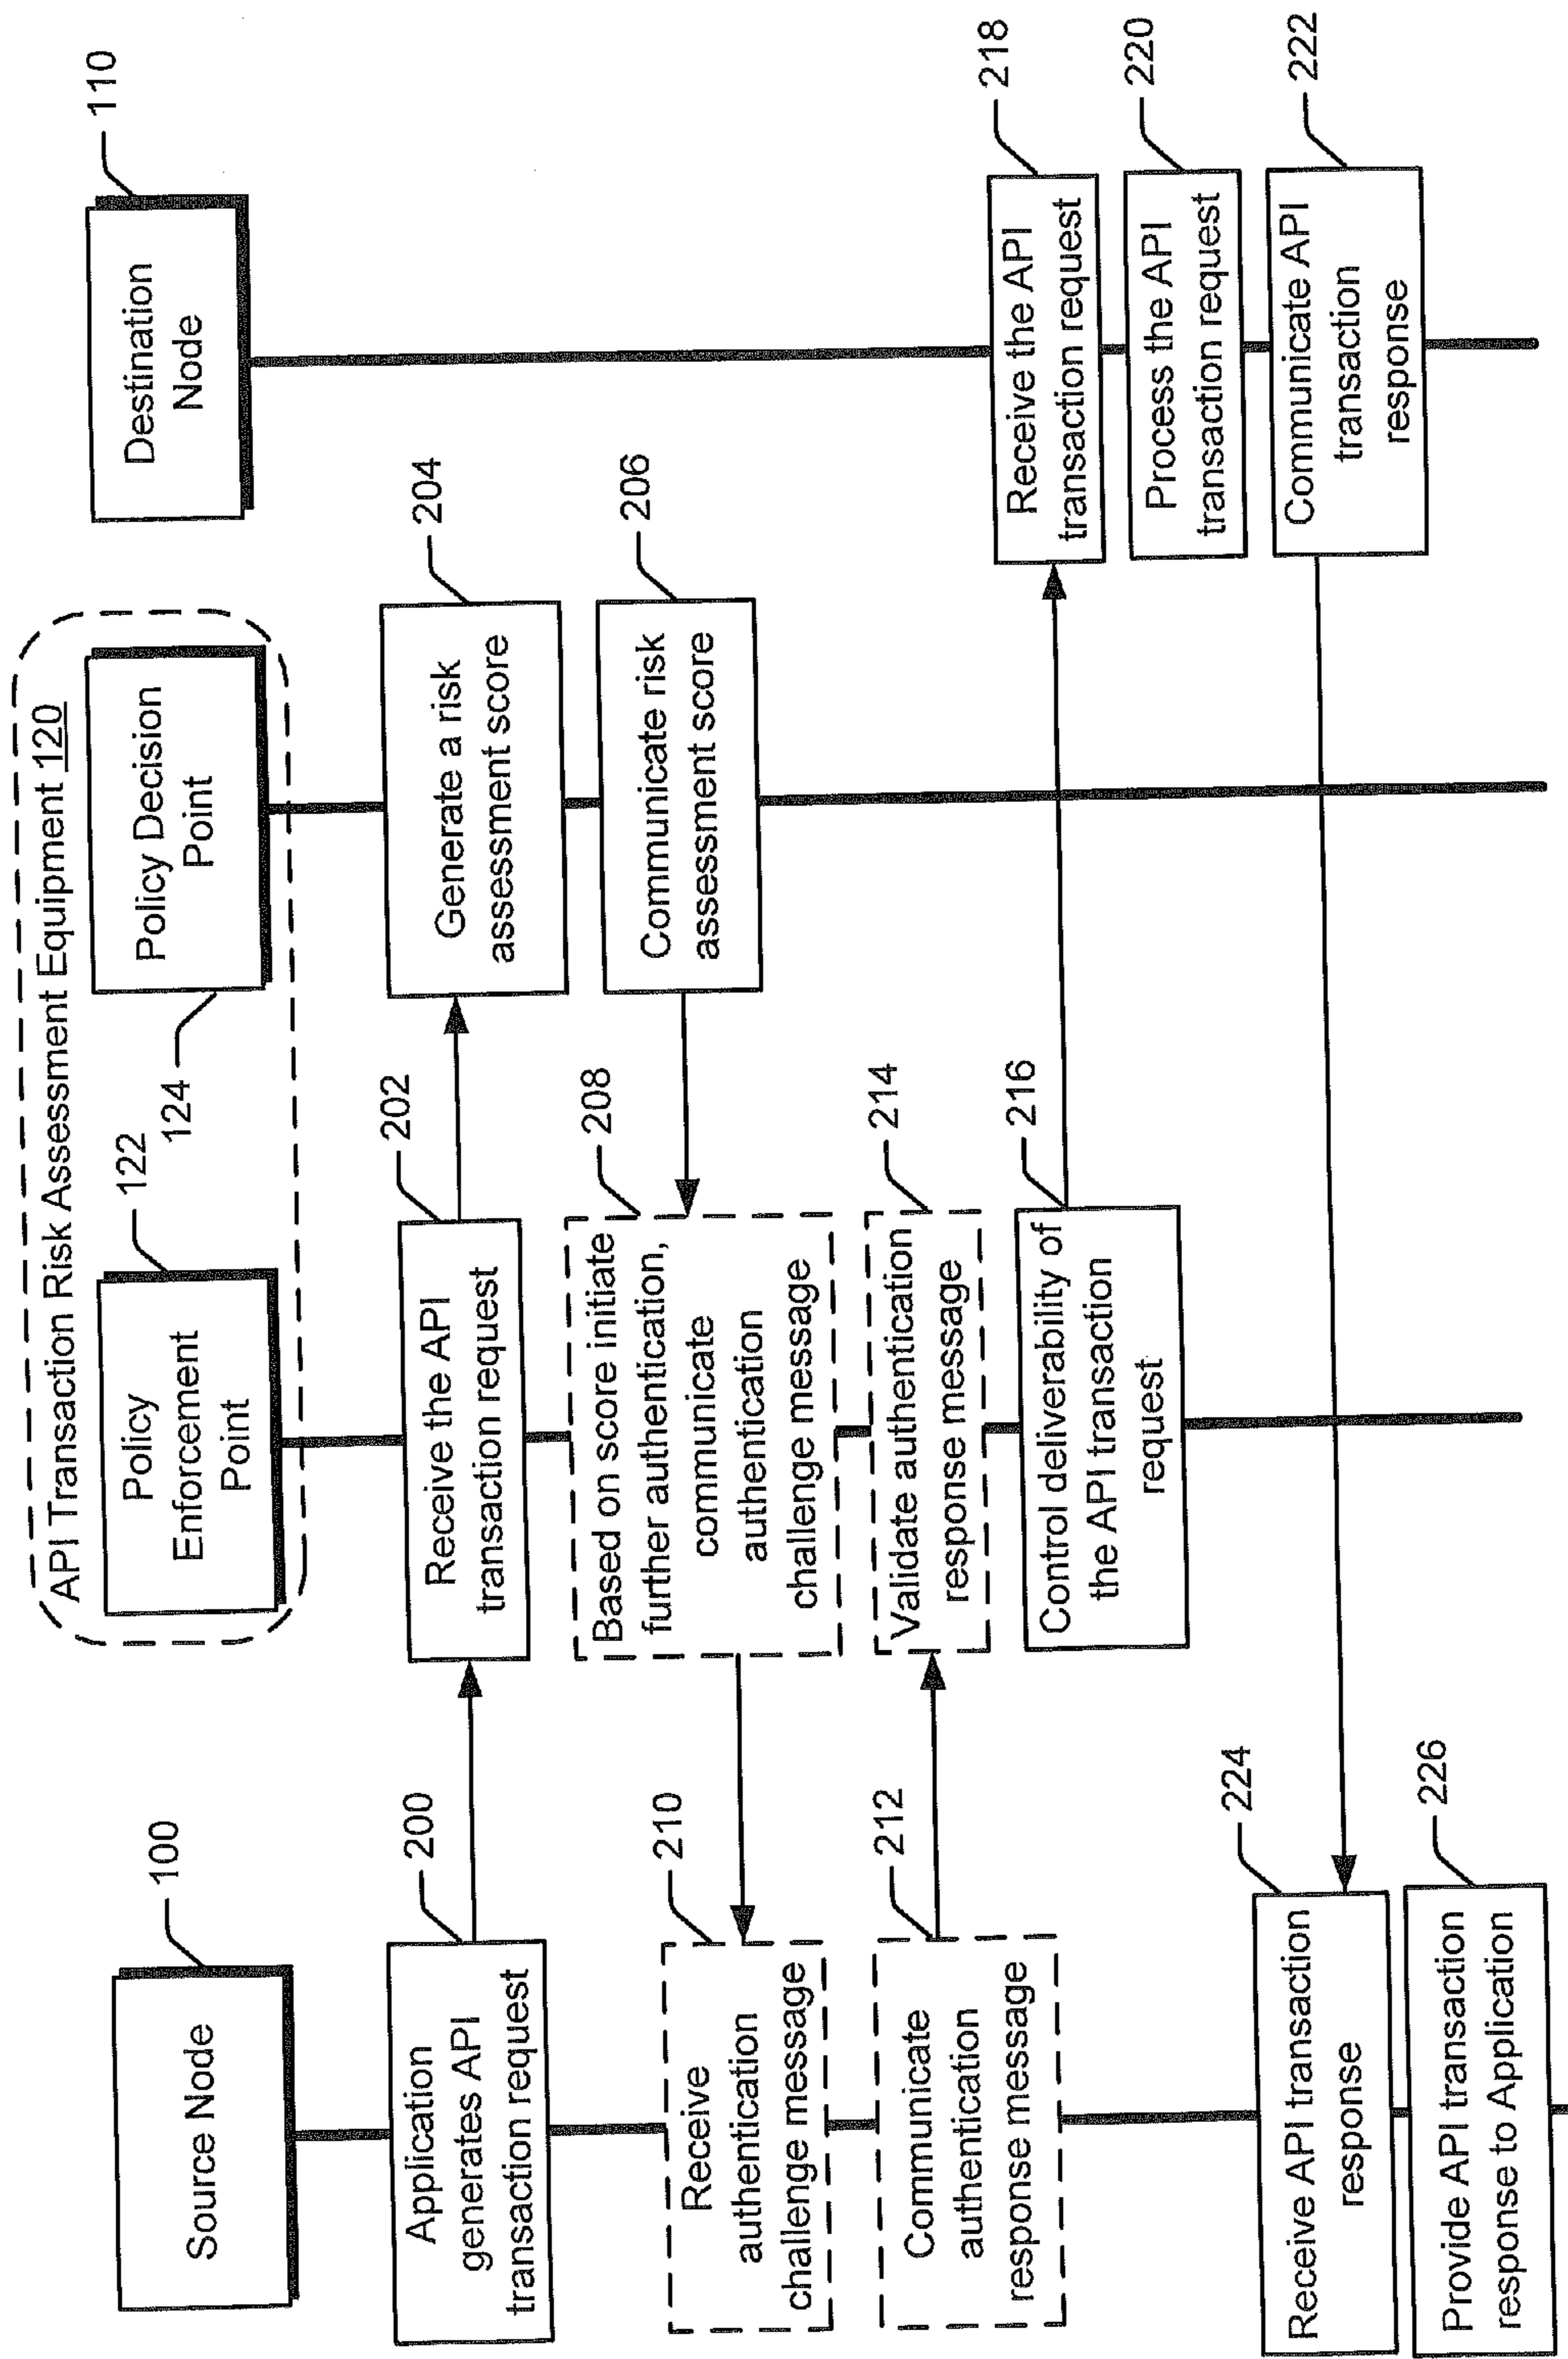 API Transaction Risk Assessment Equipment 120
Source Node
100
Policy
Enforcement
Point
122
Policy Decision
Point
124
Destination
Node
110
Application
generates API
transaction request
200
Receive the API
transaction request
202
Generate a risk
assessment score
204
Communicate risk
assessment score
206
Based on score initiate
further authentication,
communicate
authentication
challenge message
208
Receive
authentication
challenge message
210
Communicate
authentication
response message
212
Validate authentication
response message
214
Control deliverability of
the API transaction
request
216
Receive the API
transaction request
218
Process the API
transaction request
220
Communicate API
transaction
response
222
Receive API transaction
response
224
Provide API transaction
response to Application
226